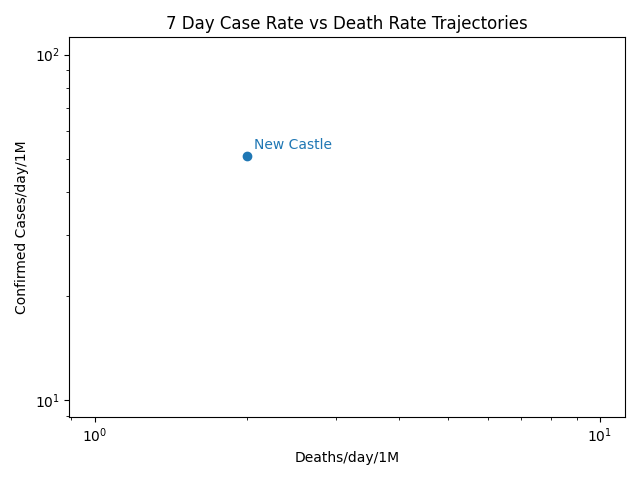 7 Day Case Rate vs Death Rate Trajectories
Confirmed Cases/day/1M
10²
10¹
New Castle
10⁰
10¹
Deaths/day/1M